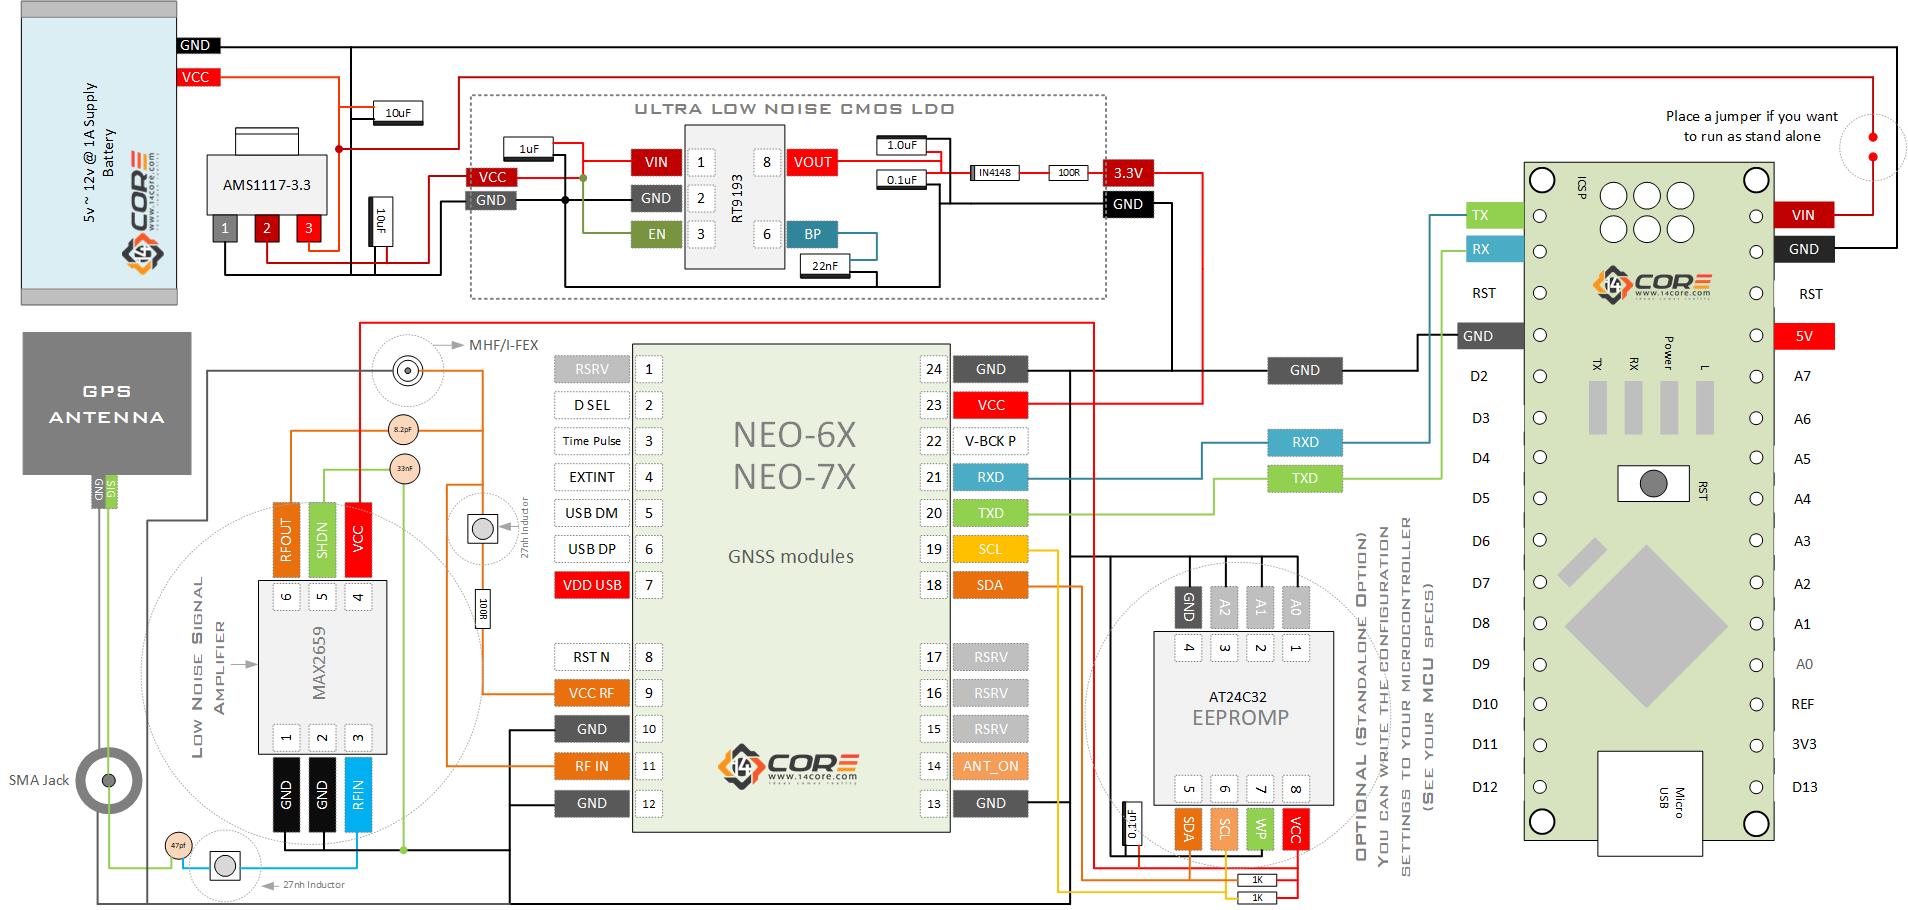 GND
VCC
5v ~ 12v @ 1A Supply
Battery
14 CORE
www.14core.com
10uF
AMS1117-3.3
1
2
3
10uF
ULTRA LOW NOISE CMOS LDO
1uF
VCC
GND
VIN
GND
EN
1
2
3
RT9193
8
6
VOUT
BP
22nF
1.0uF
0.1uF
IN4148
100R
3.3V
GND
Place a jumper if you want
to run as stand alone
GPS
ANTENNA
GND
SIG
SMA Jack
MHF/I-FEX
8.2pF
33nF
27nh Inductor
100R
LOW NOISE SIGNAL
AMPLIFIER
RFOUT
SHDN
VCC
6
5
4
MAX2659
1
2
3
GND
GND
RFIN
47pf
27nh Inductor
NEO-6X
NEO-7X
GNSS modules
14 CORE
www.14core.com
RSRV 1
D SEL 2
Time Pulse 3
EXTINT 4
USB DM 5
USB DP 6
VDD USB 7
RST N 8
VCC RF 9
GND 10
RF IN 11
GND 12
24 GND
23 VCC
22 V-BCK P
21 RXD
20 TXD
19 SCL
18 SDA
17 RSRV
16 RSRV
15 RSRV
14 ANT_ON
13 GND
GND
RXD
TXD
GND
A2
A1
A0
4
3
2
1
AT24C32
EEPROMP
5
6
7
8
SDA
SCL
WP
VCC
0.1uF
1K
1K
OPTIONAL (STANDALONE OPTION)
YOU CAN WRITE THE CONFIGURATION
SETTINGS TO YOUR MICROCONTROLLER
(SEE YOUR MCU SPECS)
TX
RX
RST
GND
D2
D3
D4
D5
D6
D7
D8
D9
D10
D11
D12
ICSP
14 CORE
www.14core.com
TX
RX
Power
L
RST
Micro
USB
VIN
GND
RST
5V
A7
A6
A5
A4
A3
A2
A1
A0
REF
3V3
D13